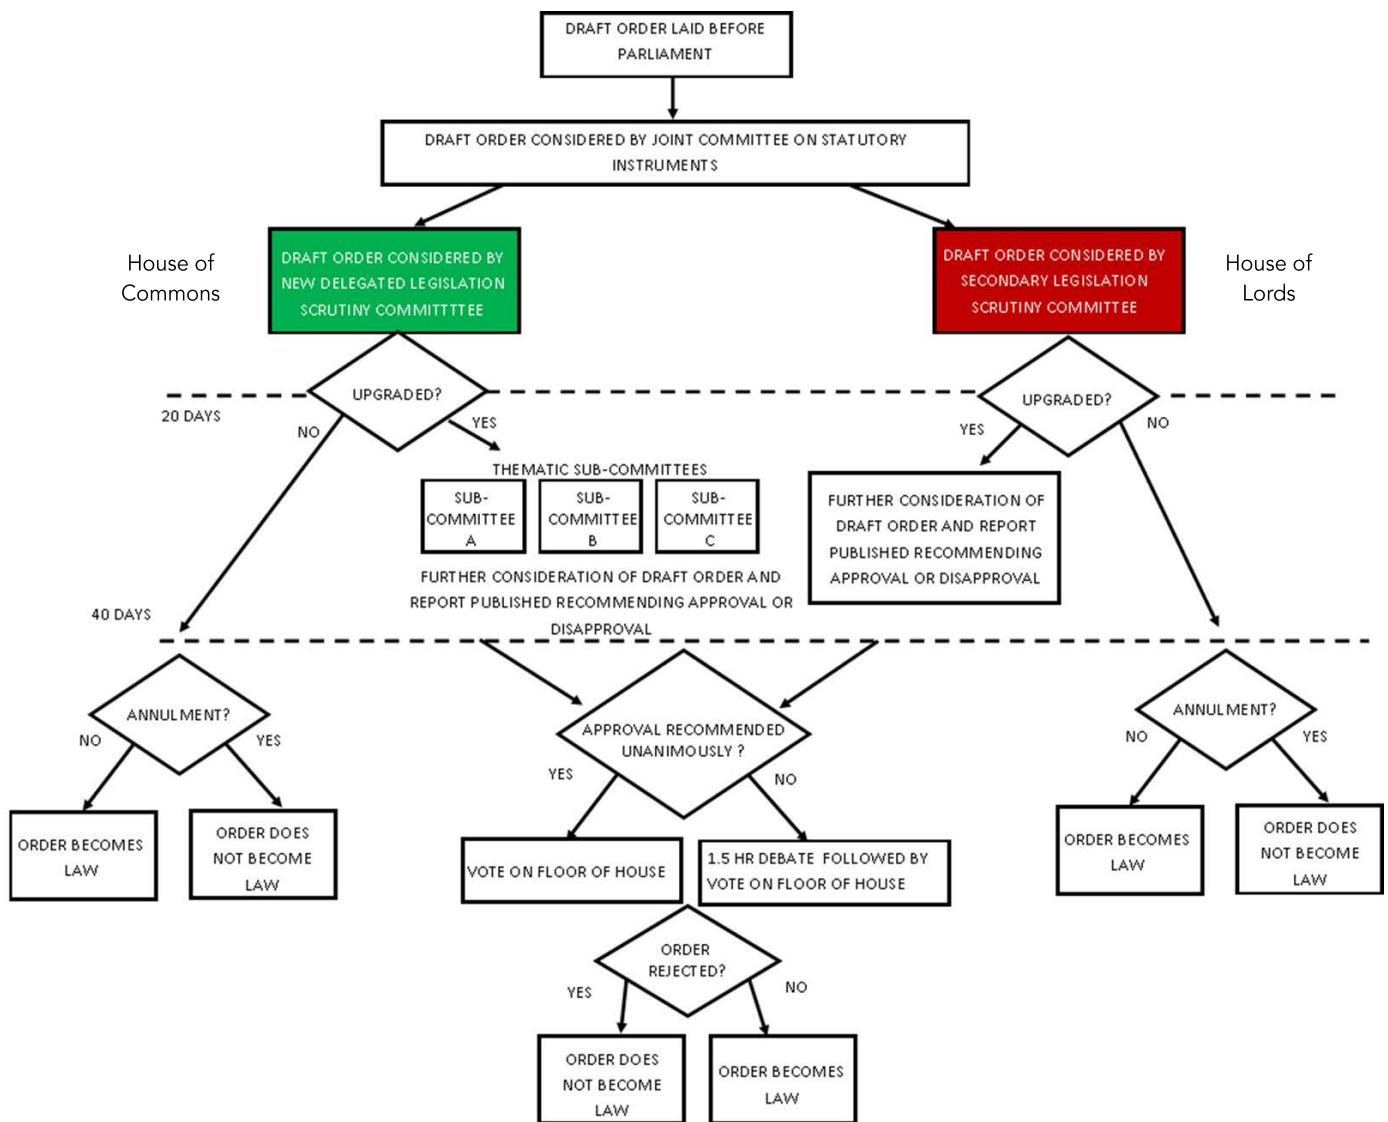 DRAFT ORDER LAID BEFORE
PARLIAMENT
DRAFT ORDER CONSIDERED BY JOINT COMMITTEE ON STATUTORY
INSTRUMENTS
House of
Commons
DRAFT ORDER CONSIDERED BY
NEW DELEGATED LEGISLATION
SCRUTINY COMMITTTTEE
DRAFT ORDER CONSIDERED BY
SECONDARY LEGISLATION
SCRUTINY COMMITTEE
House of
Lords
UPGRADED?
UPGRADED?
20 DAYS
NO
YES
YES
NO
THEMATIC SUB-COMMITTEES
SUB-
COMMITTEE
A
SUB-
COMMITTEE
B
SUB-
COMMITTEE
C
FURTHER CONSIDERATION OF DRAFT ORDER AND
REPORT PUBLISHED RECOMMENDING APPROVAL OR
DISAPPROVAL
FURTHER CONSIDERATION OF
DRAFT ORDER AND REPORT
PUBLISHED RECOMMENDING
APPROVAL OR DISAPPROVAL
40 DAYS
ANNULMENT?
NO
YES
APPROVAL RECOMMENDED
UNANIMOUSLY ?
YES
NO
ANNULMENT?
NO
YES
ORDER BECOMES
LAW
ORDER DOES
NOT BECOME
LAW
VOTE ON FLOOR OF HOUSE
1.5 HR DEBATE FOLLOWED BY
VOTE ON FLOOR OF HOUSE
ORDER BECOMES
LAW
ORDER DOES
NOT BECOME
LAW
ORDER
REJECTED?
YES
NO
ORDER DOES
NOT BECOME
LAW
ORDER BECOMES
LAW